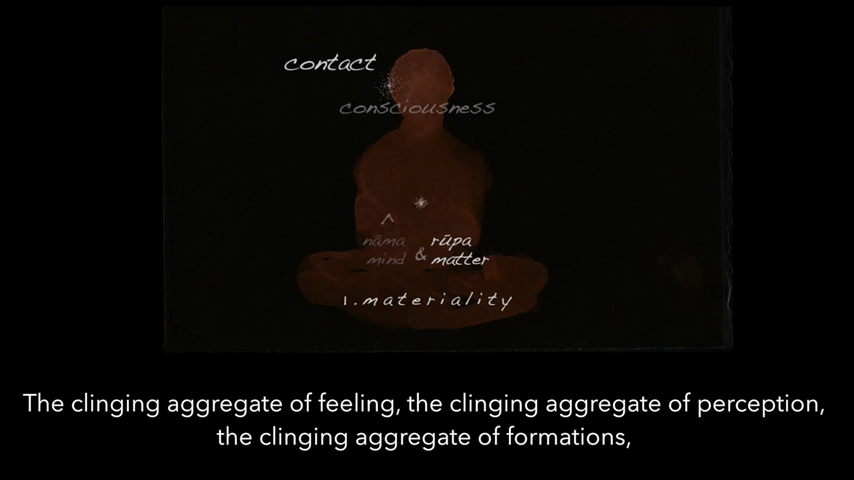 contact
consciousness
^
nāma rūpa
mind & matter
1. materiality
The clinging aggregate of feeling, the clinging aggregate of perception,
the clinging aggregate of formations,